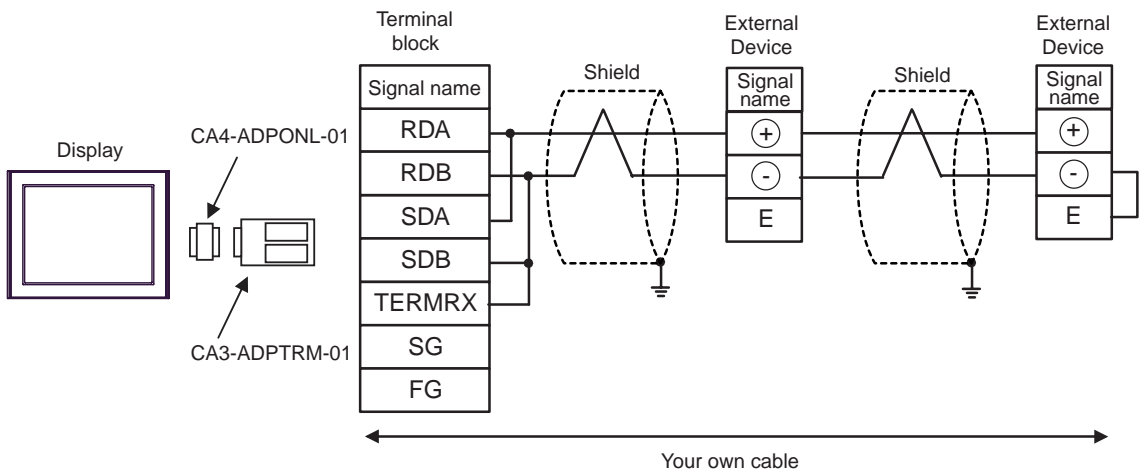 Display
CA4-ADPONL-01
CA3-ADPTRM-01
Terminal
block
Signal name
RDA
RDB
SDA
SDB
TERMRX
SG
FG
Shield
External
Device
Signal
name
+
-
E
Shield
External
Device
Signal
name
+
-
E
Your own cable